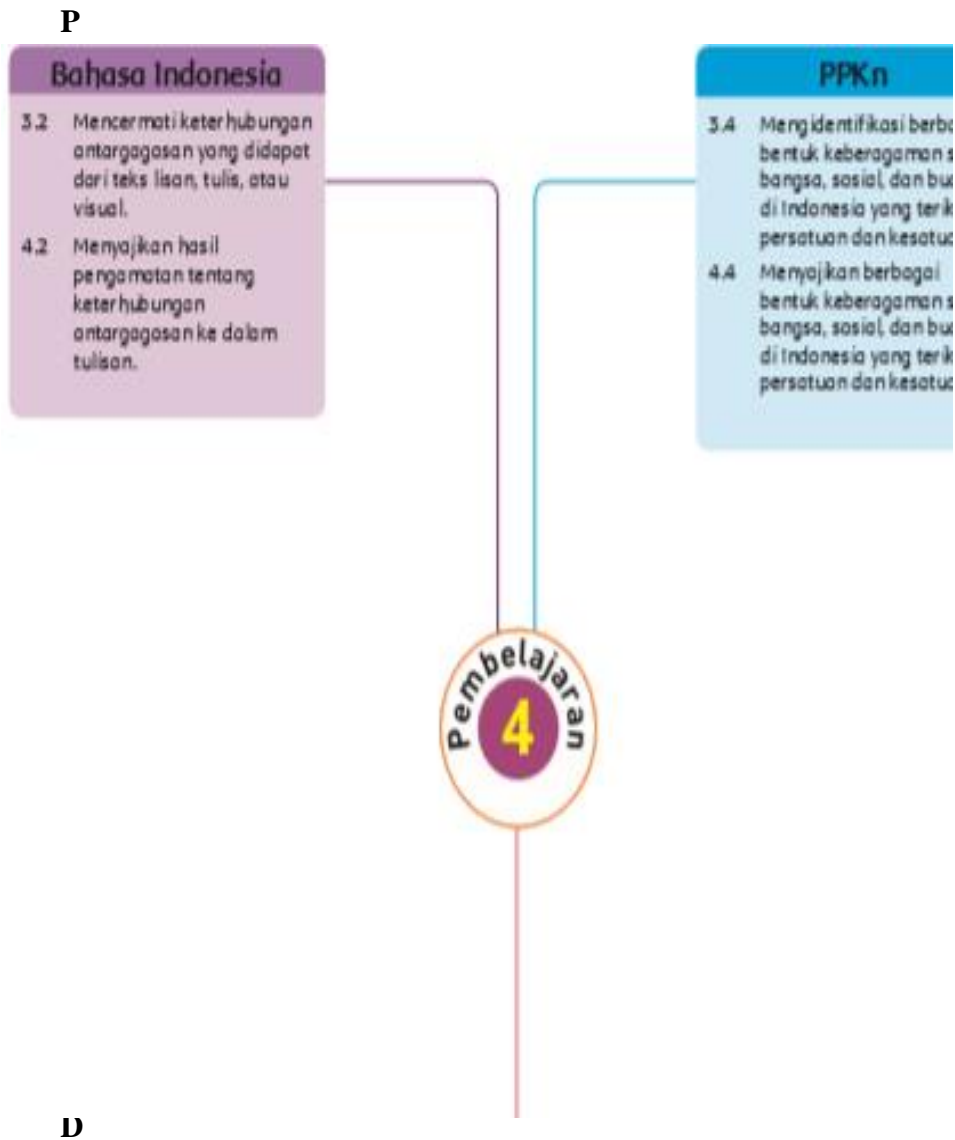 P
Bahasa Indonesia
3.2 Mencermati keterhubungan
antargagasan yang didapat
dari teks lisan, tulis, atau
visual.
4.2 Menyajikan hasil
pengamatan tentang
keterhubungan
antargagasan ke dalam
tulisan.
PPKn
3.4 Mengidentifikasi
bentuk keberagaman
bangsa, sosial, dan
di Indonesia yang
persatuan dan
4.4 Menyajikan berbagai
bentuk keberagaman
bangsa, sosial, dan
di Indonesia yang
persatuan dan
Pembelajaran
4
D